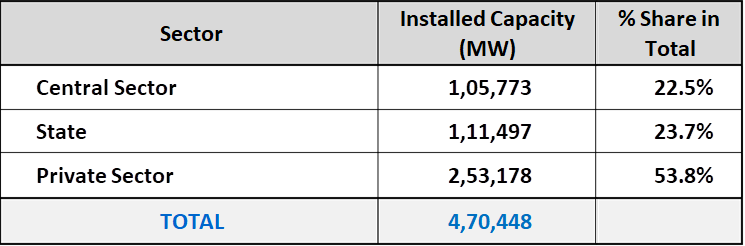 Sector Installed Capacity (MW) % Share in Total
Central Sector 1,05,773 22.5%
State 1,11,497 23.7%
Private Sector 2,53,178 53.8%
TOTAL 4,70,448